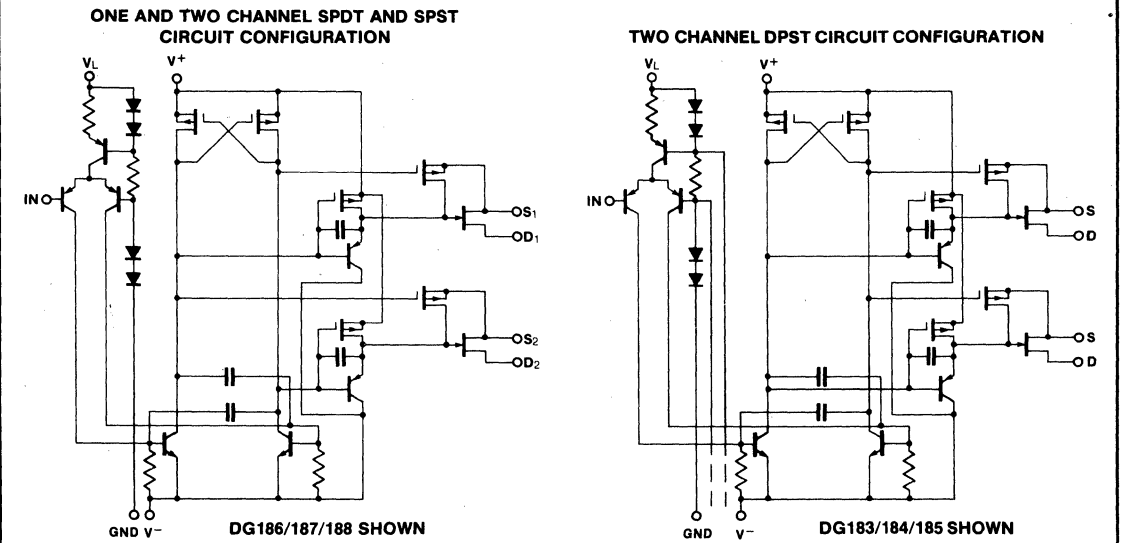 ONE AND TWO CHANNEL SPDT AND SPST
CIRCUIT CONFIGURATION
VL
V+
IN
S1
D1
S2
D2
GND V−
DG186/187/188 SHOWN
TWO CHANNEL DPST CIRCUIT CONFIGURATION
VL
V+
IN
S
D
S
D
GND
V−
DG183/184/185 SHOWN